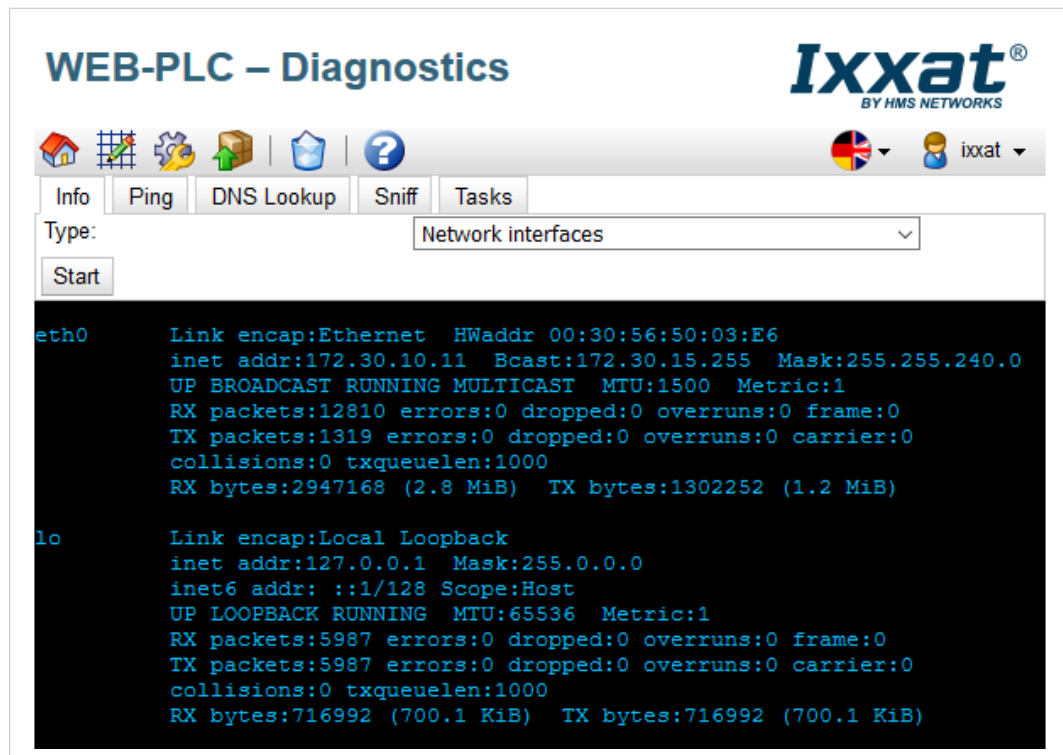 WEB-PLC – Diagnostics
Ixxat®
BY HMS NETWORKS
ixxat
Info Ping DNS Lookup Sniff Tasks
Type: Network interfaces
Start
eth0 Link encap:Ethernet HWaddr 00:30:56:50:03:E6
inet addr:172.30.10.11 Bcast:172.30.15.255 Mask:255.255.240.0
UP BROADCAST RUNNING MULTICAST MTU:1500 Metric:1
RX packets:12810 errors:0 dropped:0 overruns:0 frame:0
TX packets:1319 errors:0 dropped:0 overruns:0 carrier:0
collisions:0 txqueuelen:1000
RX bytes:2947168 (2.8 MiB) TX bytes:1302252 (1.2 MiB)
lo Link encap:Local Loopback
inet addr:127.0.0.1 Mask:255.0.0.0
inet6 addr: ::1/128 Scope:Host
UP LOOPBACK RUNNING MTU:65536 Metric:1
RX packets:5987 errors:0 dropped:0 overruns:0 frame:0
TX packets:5987 errors:0 dropped:0 overruns:0 carrier:0
collisions:0 txqueuelen:1000
RX bytes:716992 (700.1 KiB) TX bytes:716992 (700.1 KiB)